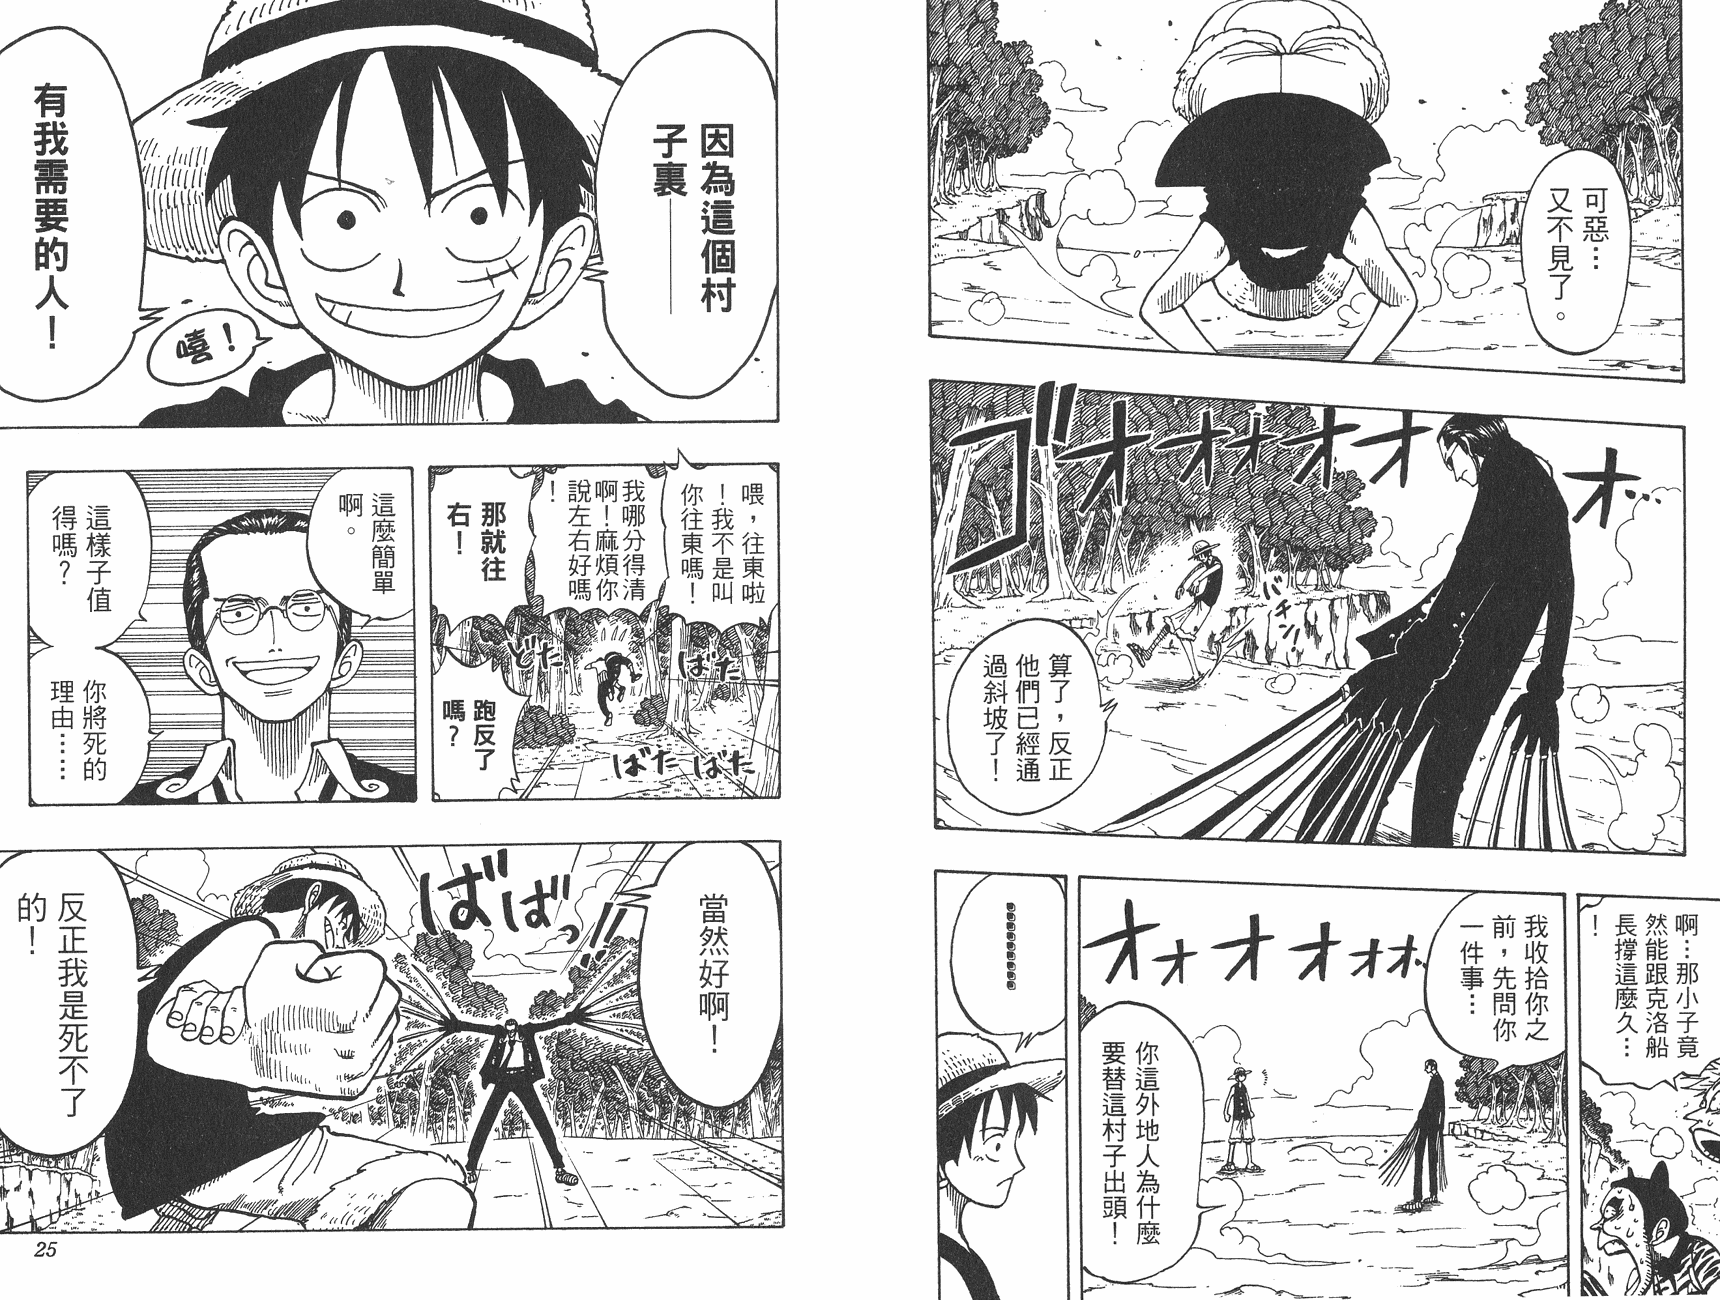 可惡…
又不見了。
ゴオオオオオオ…
バチン!
算了，反正
他們已經通
過斜坡了！
啊…那小子竟
然能跟克洛船
長撐這麼久…
！
我收拾你之
前，先問你
一件事…
オオオオオオ…
你這外地人為什麼
要替這村子出頭！
………
因為這個村
子裏——
有我需要的人！
嘻！
喂，往東啦
！我不是叫
你往東嗎！
我哪分得清
啊！麻煩你
說左右好嗎
！
那就往
右！
跑反了
嗎？
どた
ばた
ばた
ばた
這麼簡單
啊。
這樣子值
得嗎？
你將死的
理由……
當然好啊！
ばばっ!!
反正我是死不了
的！
25